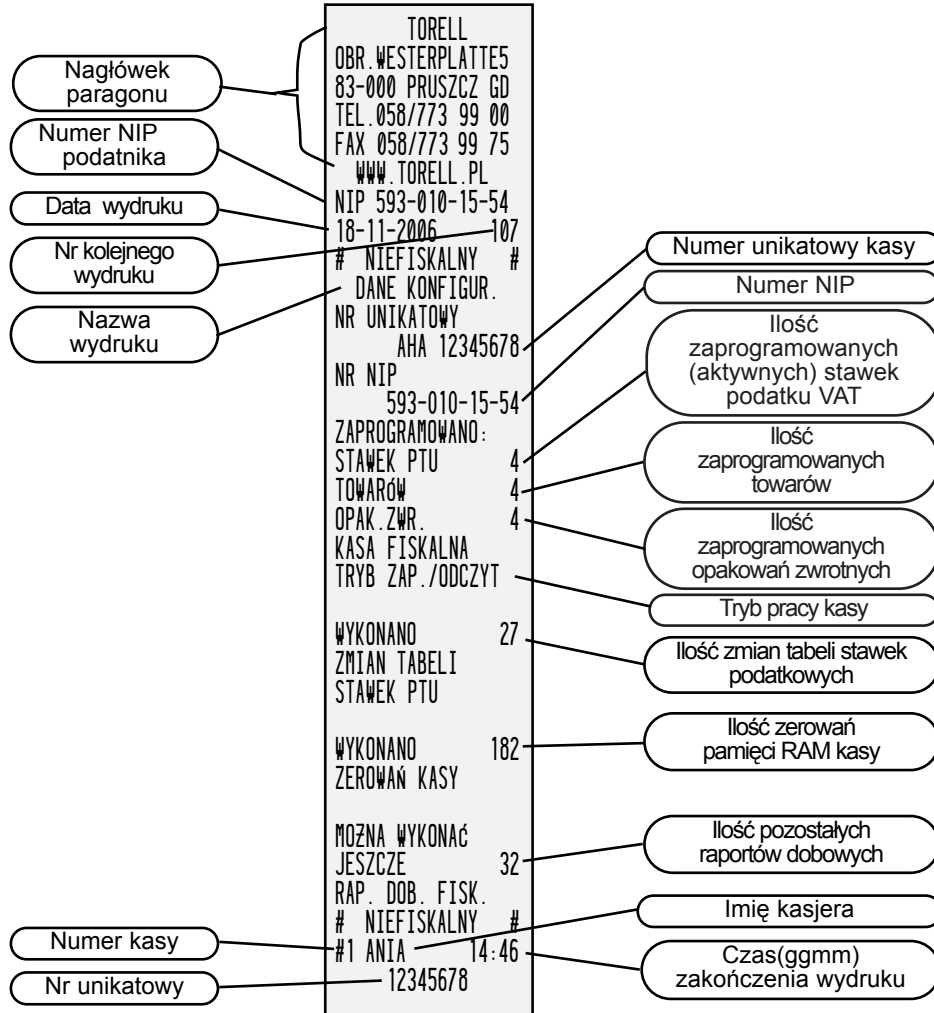 TORELL
OBR.WESTERPLATTE5
83-000 PRUSZCZ GD
TEL.058/773 99 00
FAX 058/773 99 75
WWW.TORELL.PL
NIP 593-010-15-54
18-11-2006 107
# NIEFISKALNY #
DANE KONFIGUR.
NR UNIKATOWY
AHA 12345678
NR NIP
593-010-15-54
ZAPROGRAMOWANO:
STAWEK PTU 4
TOWARóW 4
OPAK.ZWR. 4
KASA FISKALNA
TRYB ZAP./ODCZYT
WYKONANO 27
ZMIAN TABELI
STAWEK PTU
WYKONANO 182
ZEROWAń KASY
MOŻNA WYKONAć
JESZCZE 32
RAP. DOB. FISK.
# NIEFISKALNY #
#1 ANIA 14:46
12345678
Nagłówek
paragonu
Numer NIP
podatnika
Data wydruku
Nr kolejnego
wydruku
Nazwa
wydruku
Numer kasy
Nr unikatowy
Numer unikatowy kasy
Numer NIP
Ilość
zaprogramowanych
(aktywnych) stawek
podatku VAT
Ilość
zaprogramowanych
towarów
Ilość
zaprogramowanych
opakowań zwrotnych
Tryb pracy kasy
Ilość zmian tabeli stawek
podatkowych
Ilość zerowań
pamięci RAM kasy
Ilość pozostałych
raportów dobowych
Imię kasjera
Czas(ggmm)
zakończenia wydruku